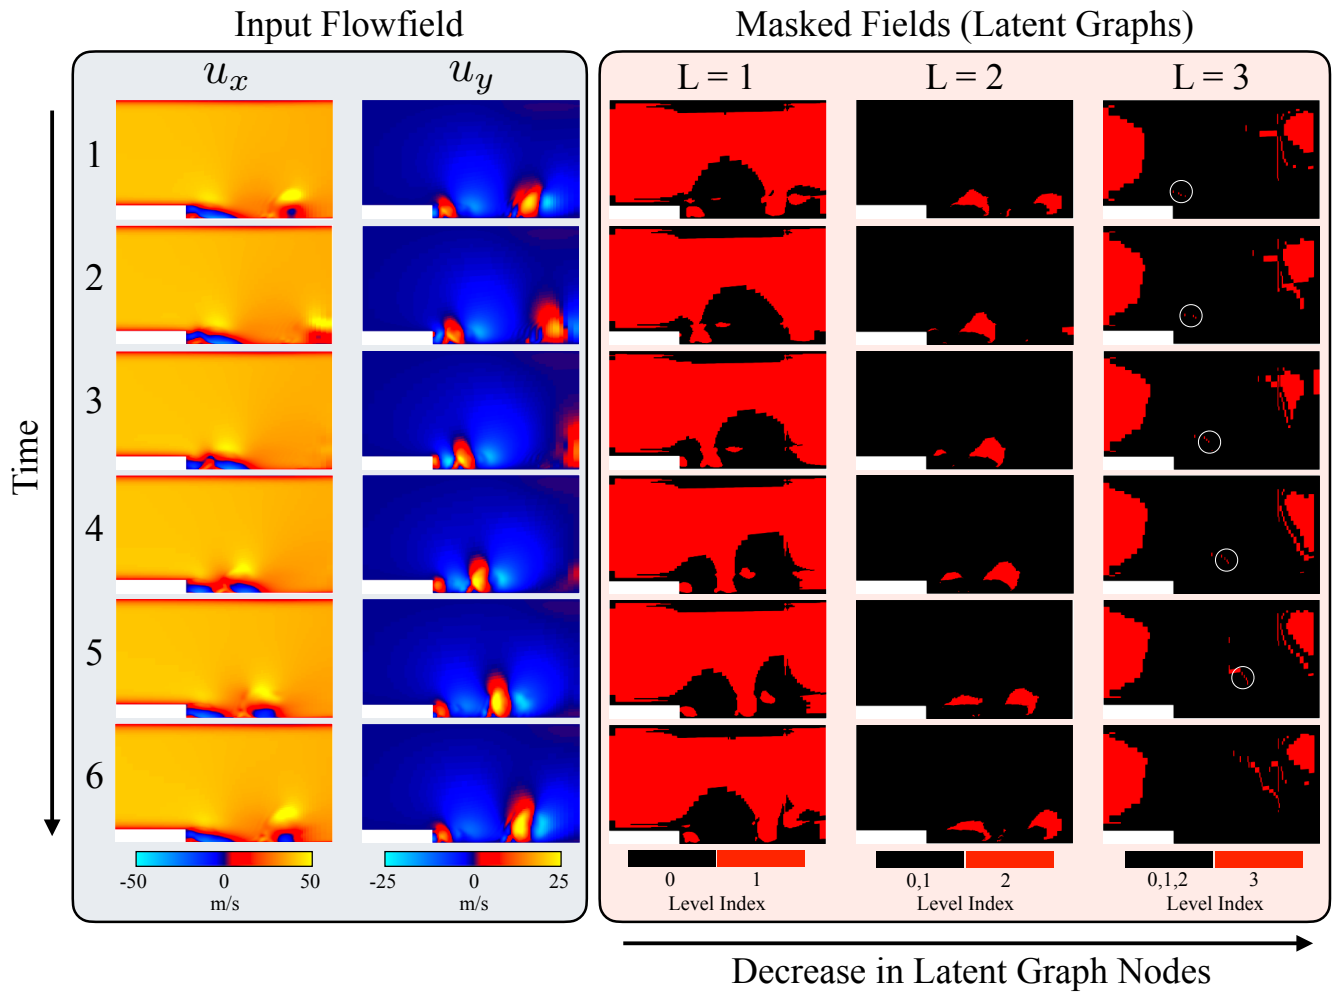 Input Flowfield
Masked Fields (Latent Graphs)
u_x
u_y
L = 1
L = 2
L = 3
Time
1
2
3
4
5
6
-50 0 50
m/s
-25 0 25
m/s
0 1
Level Index
0,1 2
Level Index
0,1,2 3
Level Index
Decrease in Latent Graph Nodes